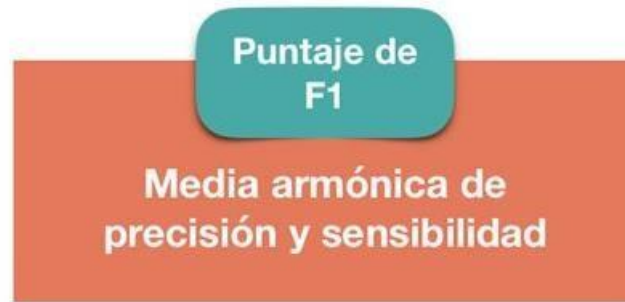 Puntaje de
F1
Media armónica de
precisión y sensibilidad